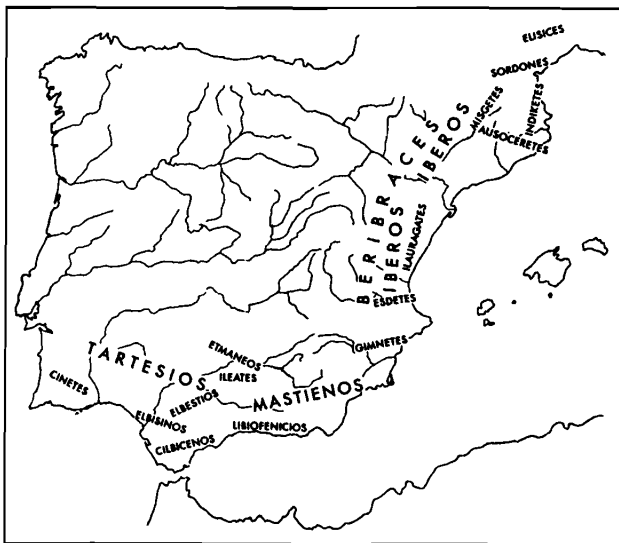 ELISICES
SORDONES
MISGETES
INDIKETES
AUSOCERETES
BERIBRACES
IBEROS
IBEROS
ILAURAGATES
ESDETES
GIMNETES
ETMANEOS
ILEATES
TARTESIOS
CINETES
ELBESTIOS
MASTIENOS
ELBISINOS
LIBIOFENICIOS
CILBICENOS